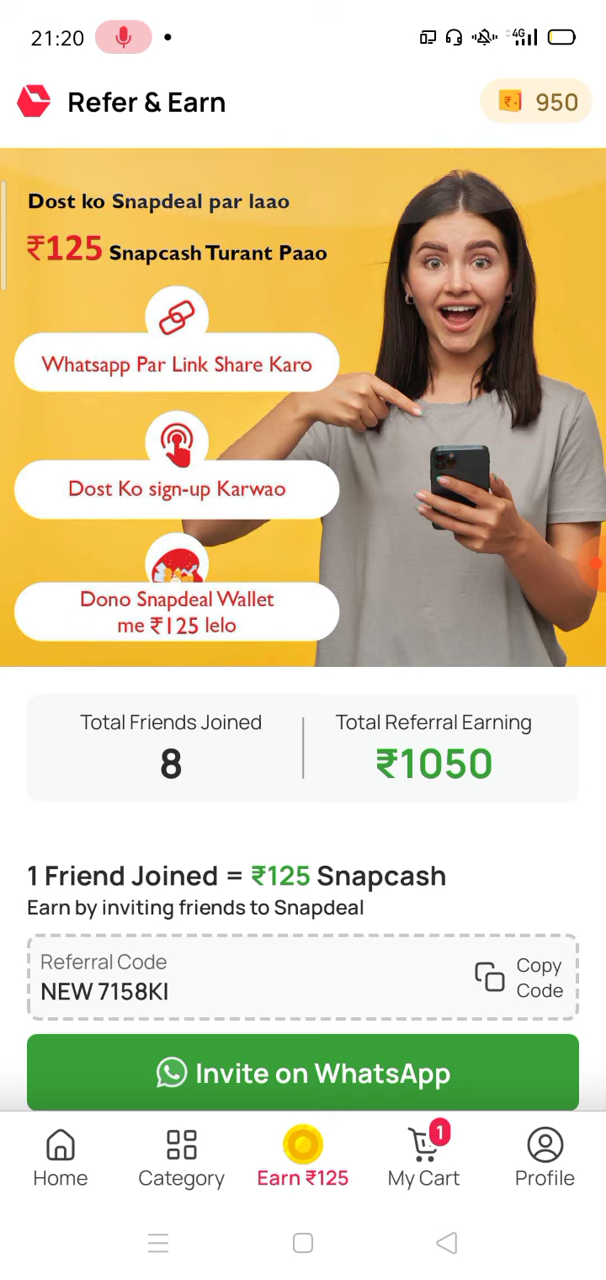 21:20
4G
Refer & Earn
950
Dost ko Snapdeal par laao
₹125 Snapcash Turant Paao
Whatsapp Par Link Share Karo
Dost Ko sign-up Karwao
Dono Snapdeal Wallet
me ₹125 lelo
Total Friends Joined
8
Total Referral Earning
₹1050
1 Friend Joined = ₹125 Snapcash
Earn by inviting friends to Snapdeal
Referral Code
NEW 7158KI
Copy
Code
Invite on WhatsApp
1
Home
Category
Earn ₹125
My Cart
Profile